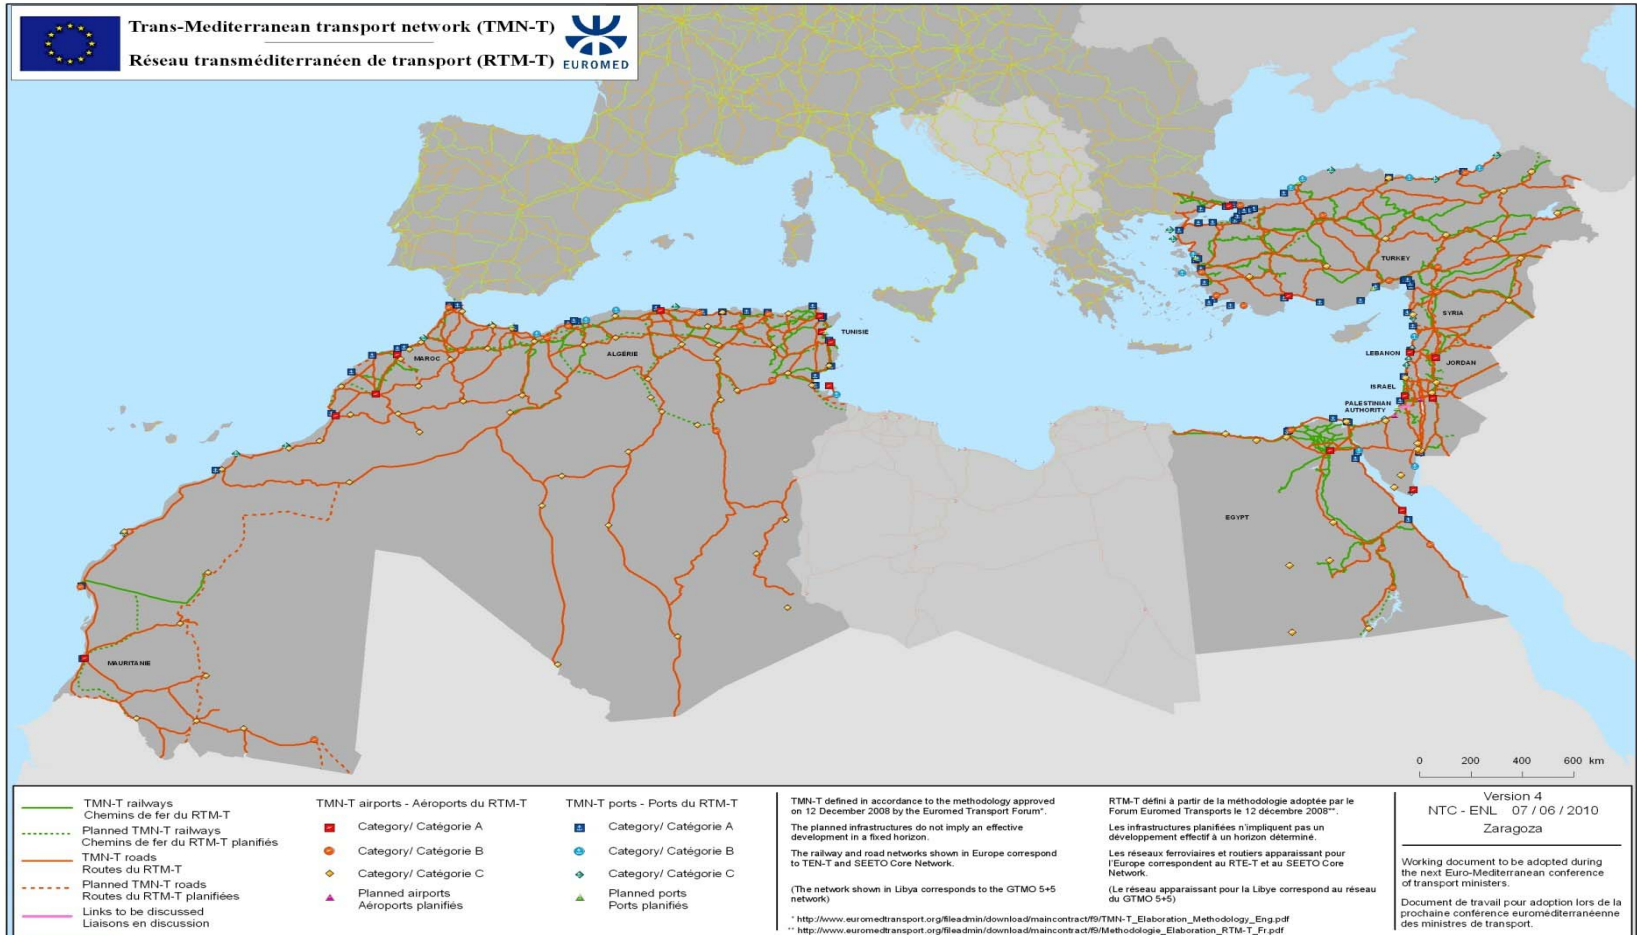 Trans-Mediterranean transport network (TMN-T)
Réseau transméditerranéen de transport (RTM-T)
EUROMED
TURKEY
SYRIA
LEBANON
JORDAN
ISRAEL
PALESTINIAN
AUTHORITY
TUNISIE
ALGÉRIE
MAROC
EGYPT
MAURITANIE
0 200 400 600 km
TMN-T railways
Chemins de fer du RTM-T
Planned TMN-T railways
Chemins de fer du RTM-T planifiés
TMN-T roads
Routes du RTM-T
Planned TMN-T roads
Routes du RTM-T planifiées
Links to be discussed
Liaisons en discussion
TMN-T airports - Aéroports du RTM-T
Category/ Catégorie A
Category/ Catégorie B
Category/ Catégorie C
Planned airports
Aéroports planifiés
TMN-T ports - Ports du RTM-T
Category/ Catégorie A
Category/ Catégorie B
Category/ Catégorie C
Planned ports
Ports planifiés
TMN-T defined in accordance to the methodology approved
on 12 December 2008 by the Euromed Transport Forum*.
The planned infrastructures do not imply an effective
development in a fixed horizon.
The railway and road networks shown in Europe correspond
to TEN-T and SEETO Core Network.
(The network shown in Libya corresponds to the GTMO 5+5
network)
RTM-T défini à partir de la méthodologie adoptée par le
Forum Euromed Transports le 12 décembre 2008**.
Les infrastructures planifiées n'impliquent pas un
développement effectif à un horizon déterminé.
Les réseaux ferroviaires et routiers apparaissant pour
l'Europe correspondent au RTE-T et au SEETO Core
Network.
(Le réseau apparaissant pour la Libye correspond au réseau
du GTMO 5+5)
* http://www.euromedtransport.org/fileadmin/download/maincontract/f9/TMN-T_Elaboration_Methodology_Eng.pdf
** http://www.euromedtransport.org/fileadmin/download/maincontract/f9/Methodologie_Elaboration_RTM-T_Fr.pdf
Version 4
NTC - ENL 07 / 06 / 2010
Zaragoza
Working document to be adopted during
the next Euro-Mediterranean conference
of transport ministers.
Document de travail pour adoption lors de la
prochaine conférence euroméditerranéenne
des ministres de transport.